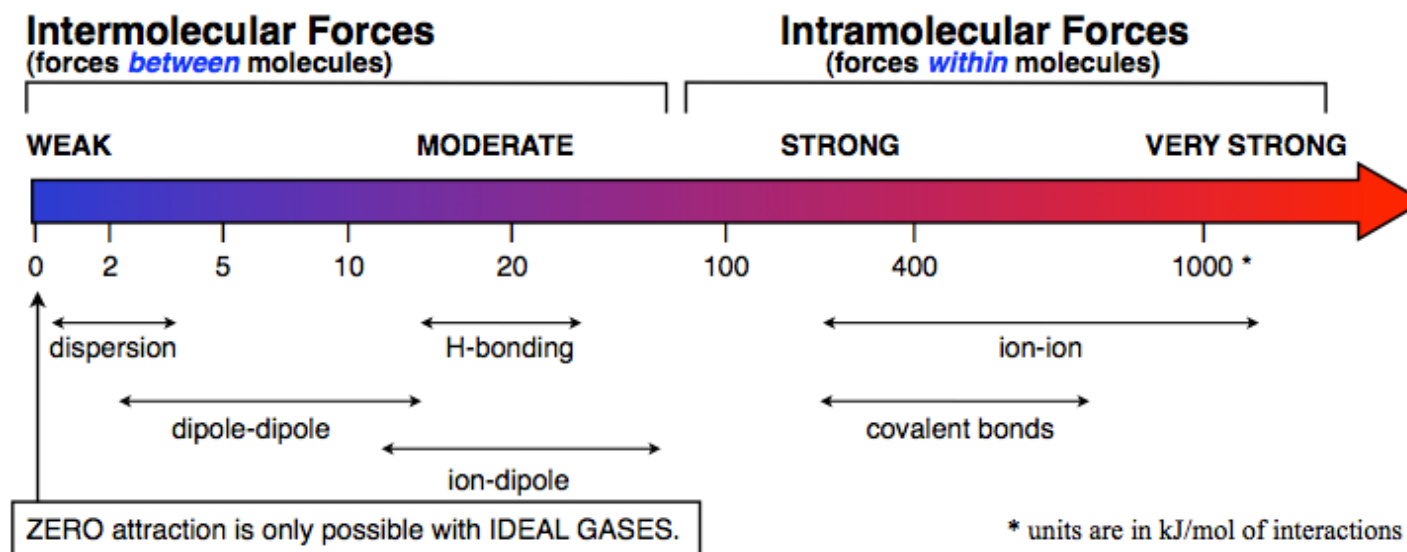 Intermolecular Forces
(forces between molecules)
Intramolecular Forces
(forces within molecules)
WEAK MODERATE STRONG VERY STRONG
0 2 5 10 20 100 400 1000 *
dispersion H-bonding ion-ion
dipole-dipole covalent bonds
ion-dipole
ZERO attraction is only possible with IDEAL GASES.
* units are in kJ/mol of interactions